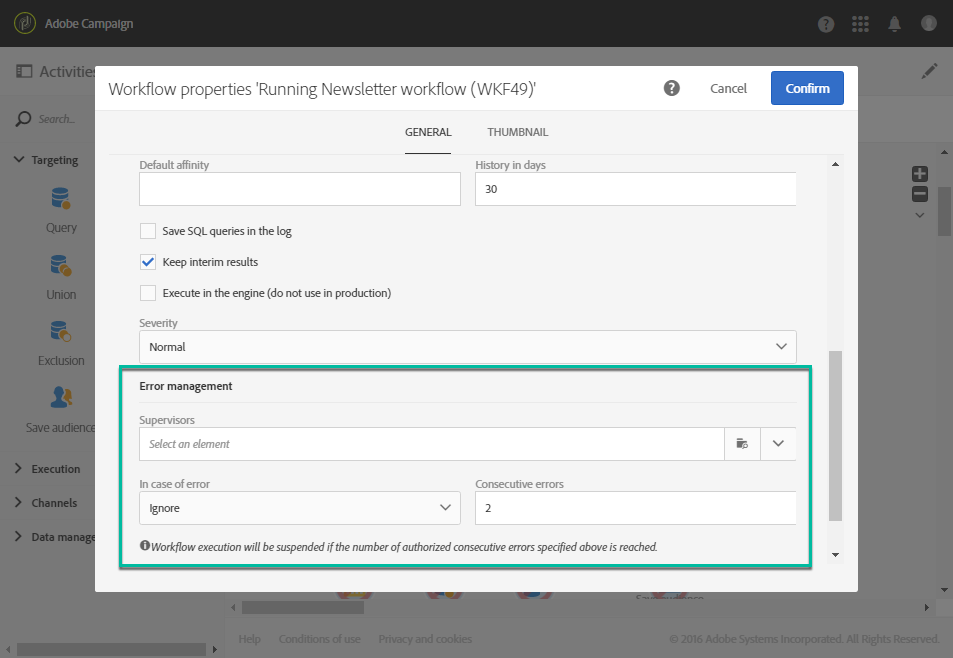 Adobe Campaign
?
Activities
Workflow properties 'Running Newsletter workflow (WKF49)'
?
Cancel
Confirm
GENERAL
THUMBNAIL
Search...
Targeting
Query
Union
Exclusion
Save audience
Execution
Channels
Data manage
Default affinity
History in days
30
Save SQL queries in the log
Keep interim results
Execute in the engine (do not use in production)
Severity
Normal
Error management
Supervisors
Select an element
In case of error
Consecutive errors
Ignore
2
Workflow execution will be suspended if the number of authorized consecutive errors specified above is reached.
Help
Conditions of use
Privacy and cookies
© 2016 Adobe Systems Incorporated. All Rights Reserved.